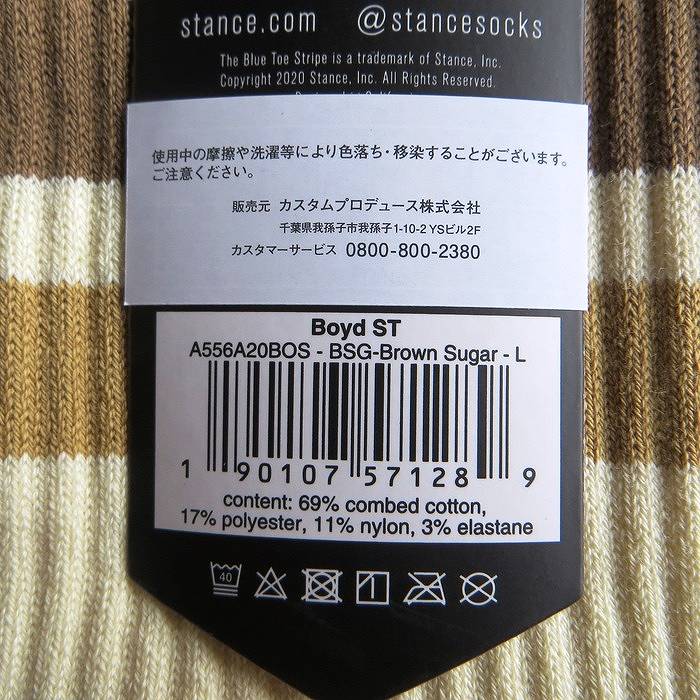 stance.com @stancesocks
The Blue Toe Stripe is a trademark of Stance, Inc.
Copyright 2020 Stance, Inc. All Rights Reserved.
使用中の摩擦や洗濯等により色落ち・移染することがございます。
ご注意ください。
販売元 カスタムプロデュース株式会社
千葉県我孫子市我孫子1-10-2 YSビル2F
カスタマーサービス 0800-800-2380
Boyd ST
A556A20BOS - BSG-Brown Sugar - L
1 90107 57128 9
content: 69% combed cotton,
17% polyester, 11% nylon, 3% elastane
40